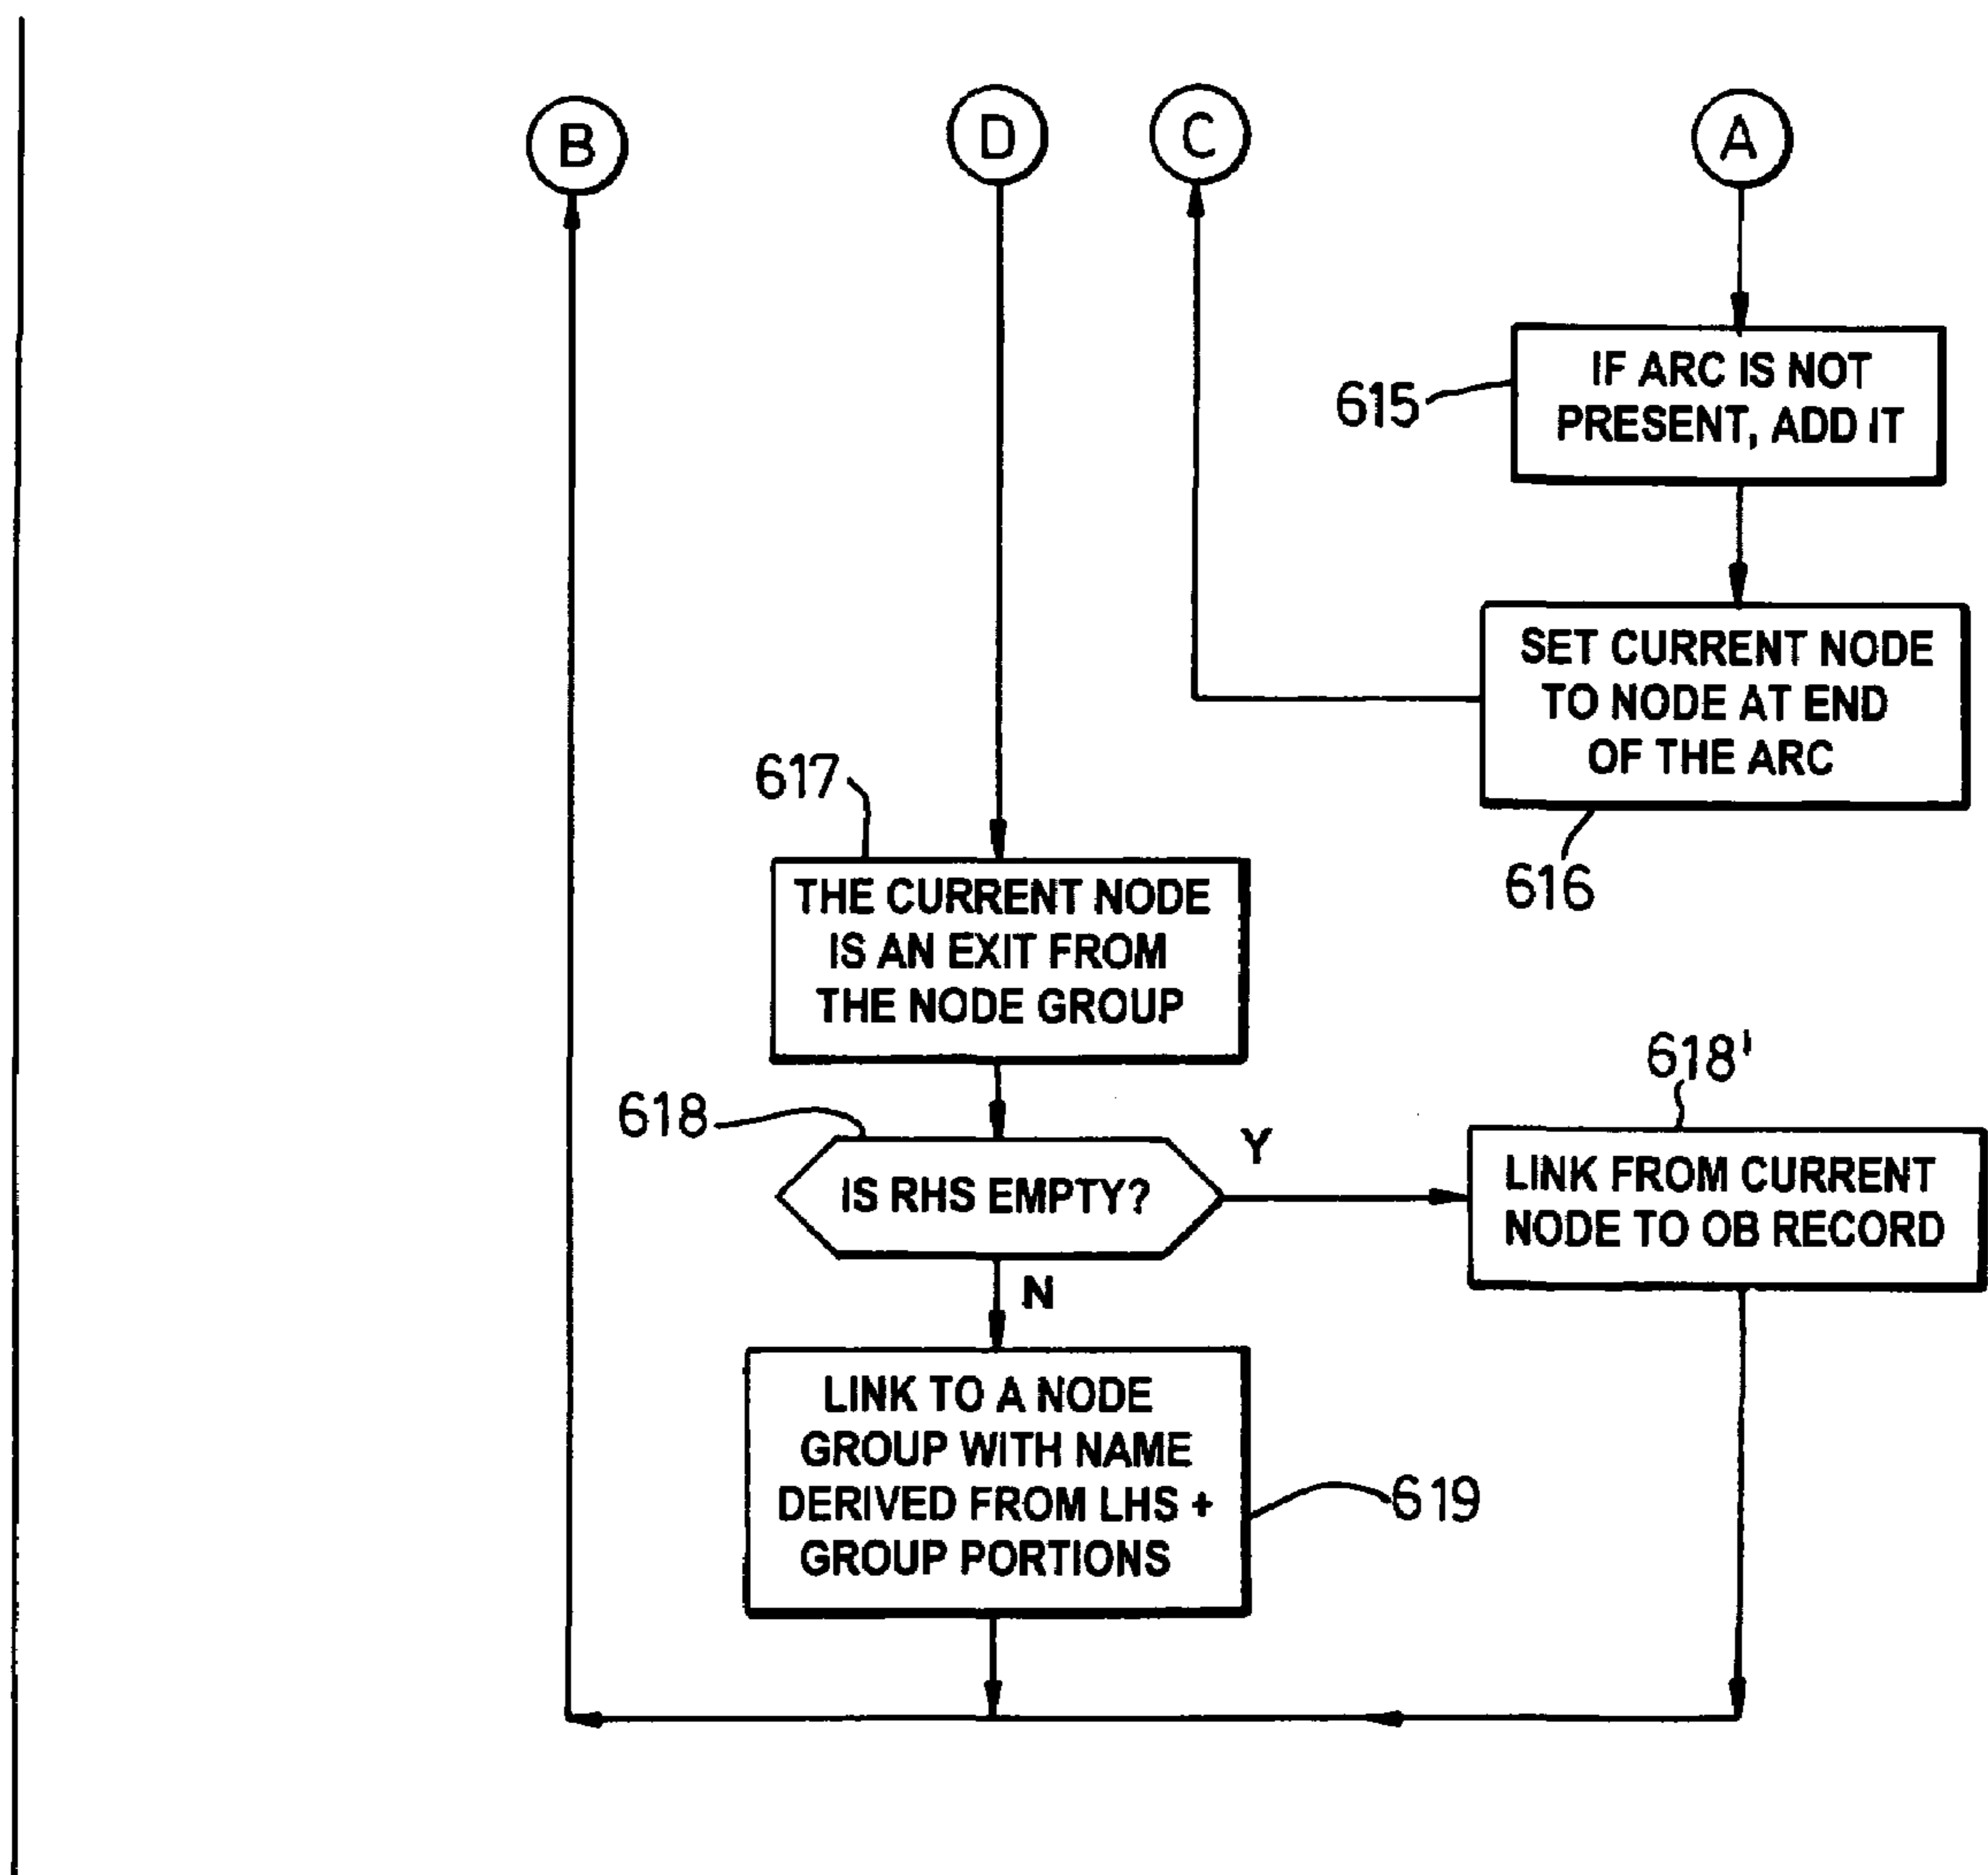 B
D
C
A
615
IF ARC IS NOT
PRESENT, ADD IT
SET CURRENT NODE
TO NODE AT END
OF THE ARC
616
617
THE CURRENT NODE
IS AN EXIT FROM
THE NODE GROUP
618
IS RHS EMPTY?
Y
N
618'
LINK FROM CURRENT
NODE TO OB RECORD
LINK TO A NODE
GROUP WITH NAME
DERIVED FROM LHS +
GROUP PORTIONS
619